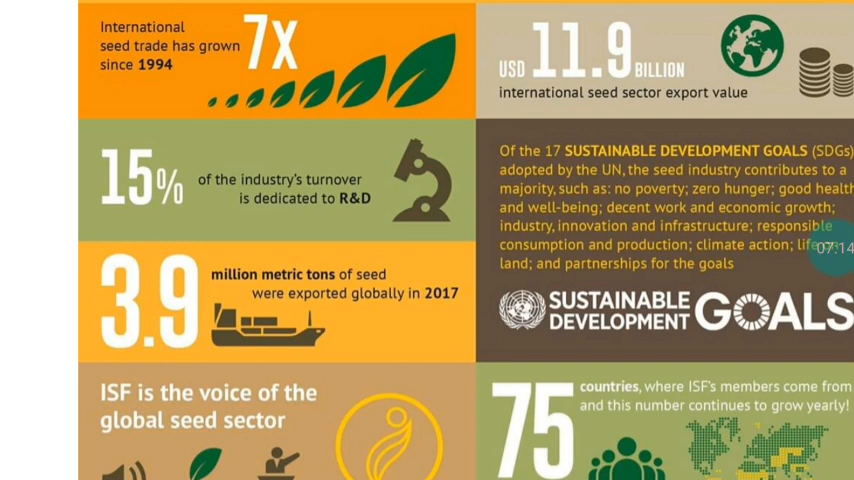 International
seed trade has grown
since 1994
7X
USD 11.9 BILLION
international seed sector export value
15% of the industry's turnover
is dedicated to R&D
Of the 17 SUSTAINABLE DEVELOPMENT GOALS (SDGs)
adopted by the UN, the seed industry contributes to a
majority, such as: no poverty; zero hunger; good health
and well-being; decent work and economic growth;
industry, innovation and infrastructure; responsible
consumption and production; climate action; life on
land; and partnerships for the goals
07:14
SUSTAINABLE
DEVELOPMENT
GOALS
3.9 million metric tons of seed
were exported globally in 2017
ISF is the voice of the
global seed sector
75 countries, where ISF's members come from
and this number continues to grow yearly!